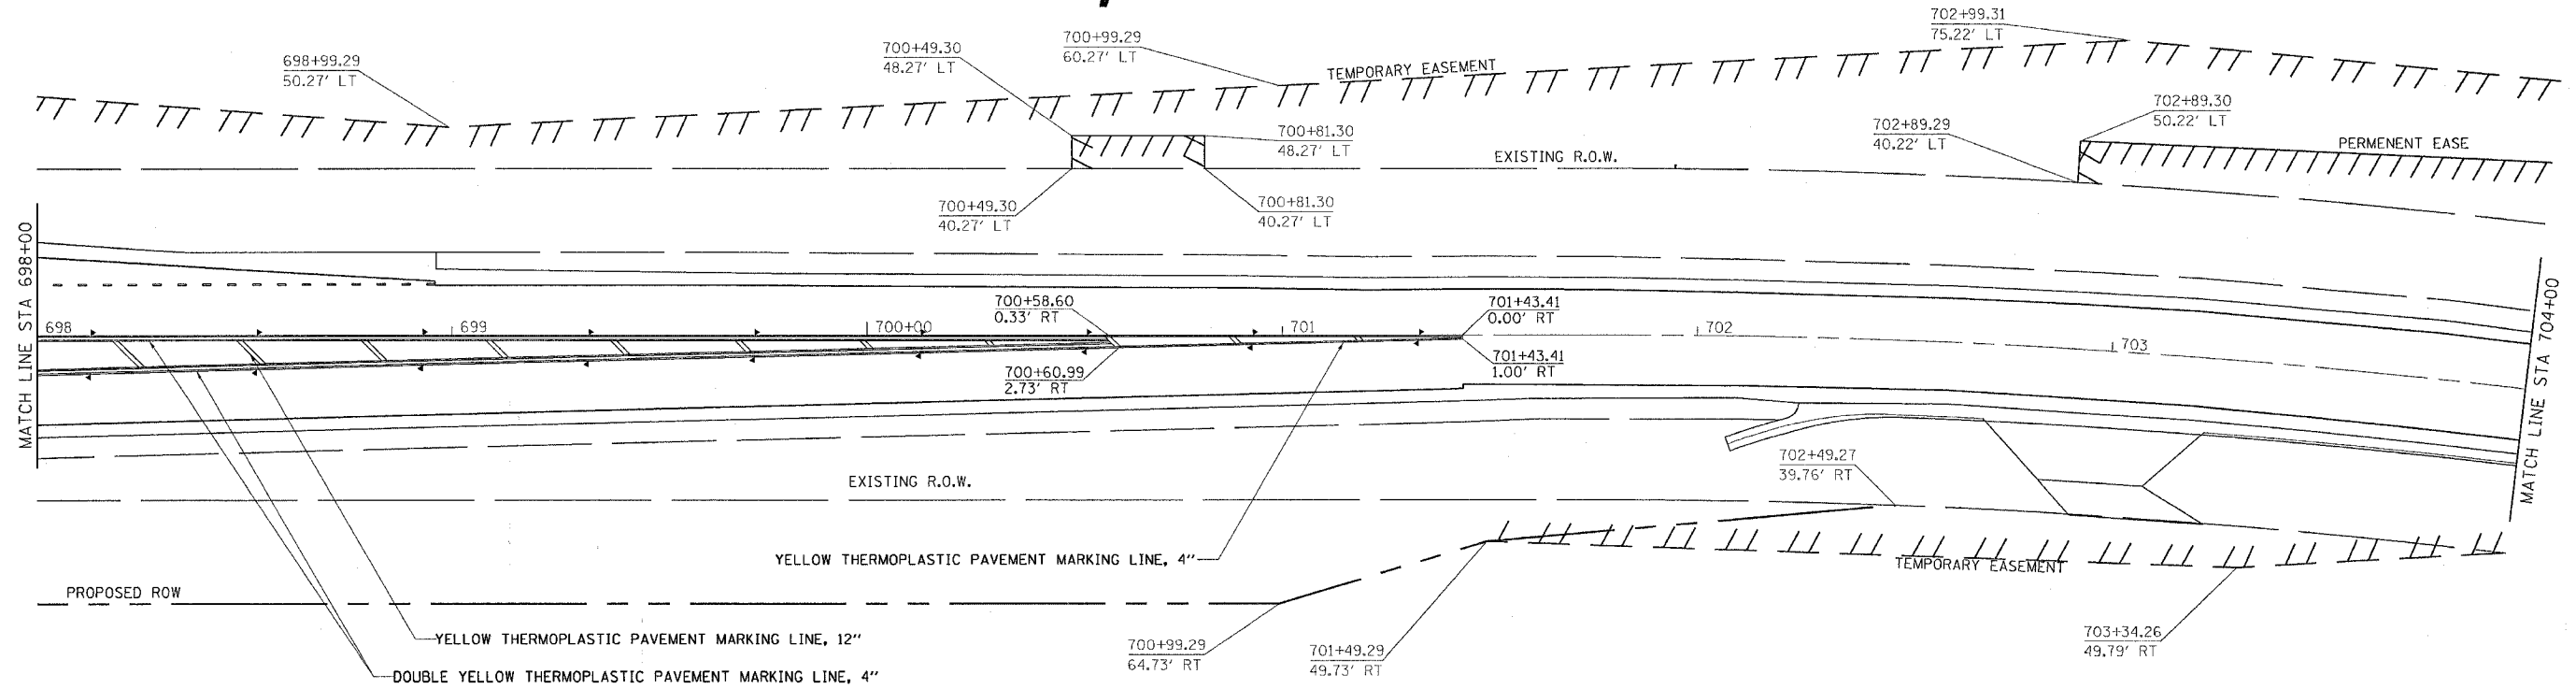 702+99.31
75.22' LT
700+99.29
60.27' LT
700+49.30
48.27' LT
698+99.29
50.27' LT
TEMPORARY EASEMENT
702+89.30
50.22' LT
702+89.29
40.22' LT
700+81.30
48.27' LT
PERMENENT EASE
EXISTING R.O.W.
700+49.30
40.27' LT
700+81.30
40.27' LT
MATCH LINE STA 698+00
MATCH LINE STA 704+00
700+58.60
0.33' RT
701+43.41
0.00' RT
698
699
700+00
701
702
703
701+43.41
1.00' RT
700+60.99
2.73' RT
702+49.27
39.76' RT
EXISTING R.O.W.
YELLOW THERMOPLASTIC PAVEMENT MARKING LINE, 4"
TEMPORARY EASEMENT
PROPOSED ROW
YELLOW THERMOPLASTIC PAVEMENT MARKING LINE, 12"
700+99.29
64.73' RT
701+49.29
49.73' RT
703+34.26
49.79' RT
DOUBLE YELLOW THERMOPLASTIC PAVEMENT MARKING LINE, 4"